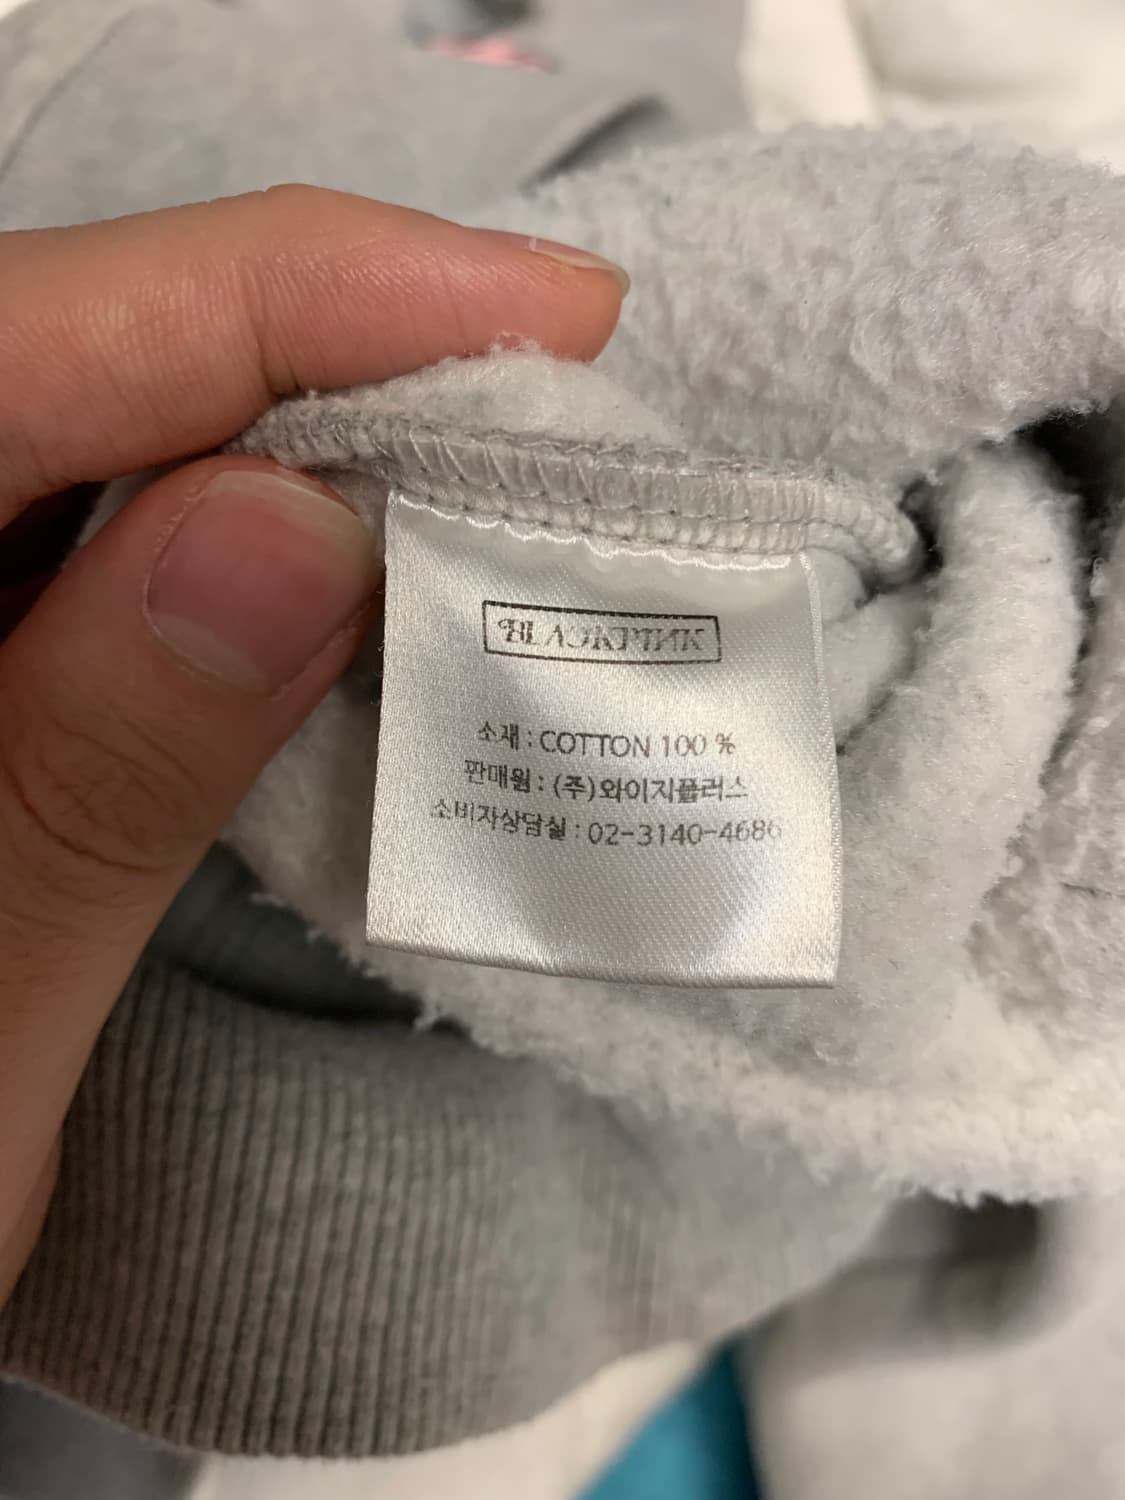 BLACKPINK
소재 : COTTON 100 %
판매원 : (주)와이지플러스
소비자상담실 : 02-3140-4686